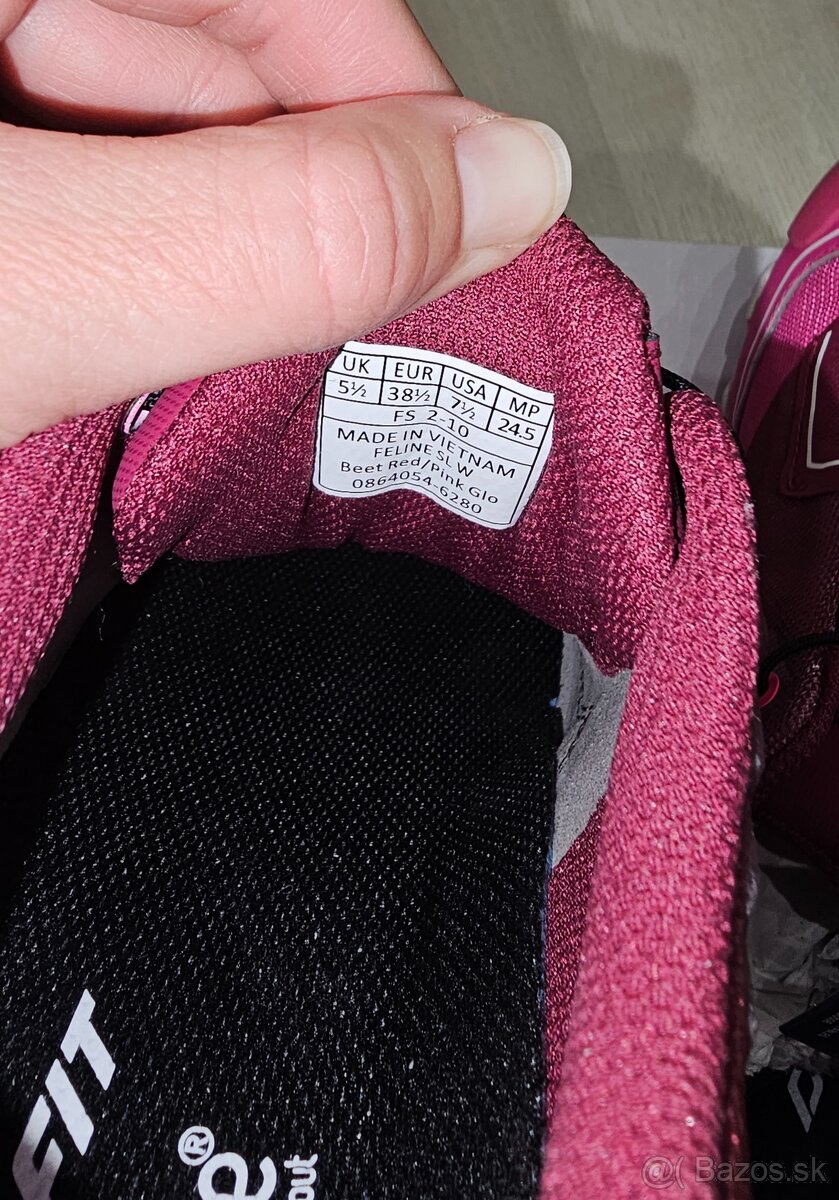 UK EUR USA MP
5½ 38½ 7½ 24.5
FS 2-10
MADE IN VIETNAM
FELINE SL W
Beet Red/Pink Glo
0864054-6280
FIT
e®
out
@( Bazos.sk